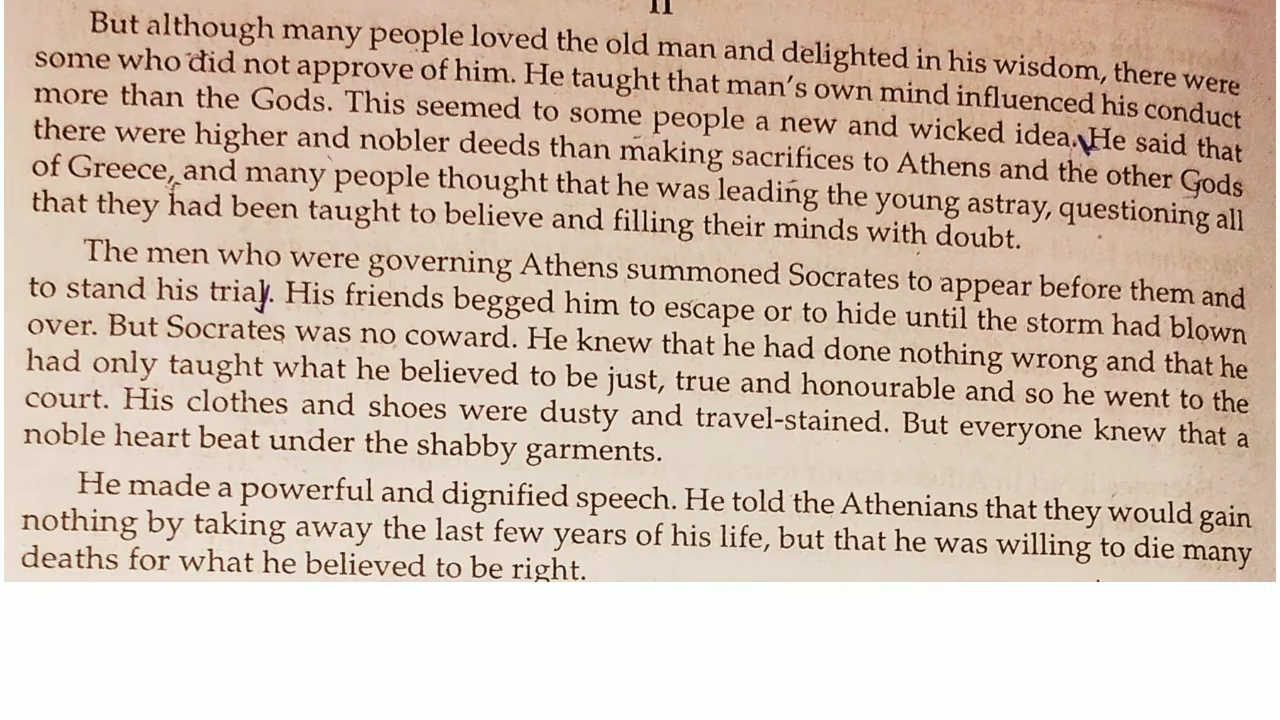 II
But although many people loved the old man and delighted in his wisdom, there were
some who did not approve of him. He taught that man's own mind influenced his conduct
more than the Gods. This seemed to some people a new and wicked idea. He said that
there were higher and nobler deeds than making sacrifices to Athens and the other Gods
of Greece, and many people thought that he was leading the young astray, questioning all
that they had been taught to believe and filling their minds with doubt.
The men who were governing Athens summoned Socrates to appear before them and
to stand his trial. His friends begged him to escape or to hide until the storm had blown
over. But Socrates was no coward. He knew that he had done nothing wrong and that he
had only taught what he believed to be just, true and honourable and so he went to the
court. His clothes and shoes were dusty and travel-stained. But everyone knew that a
noble heart beat under the shabby garments.
He made a powerful and dignified speech. He told the Athenians that they would gain
nothing by taking away the last few years of his life, but that he was willing to die many
deaths for what he believed to be right.